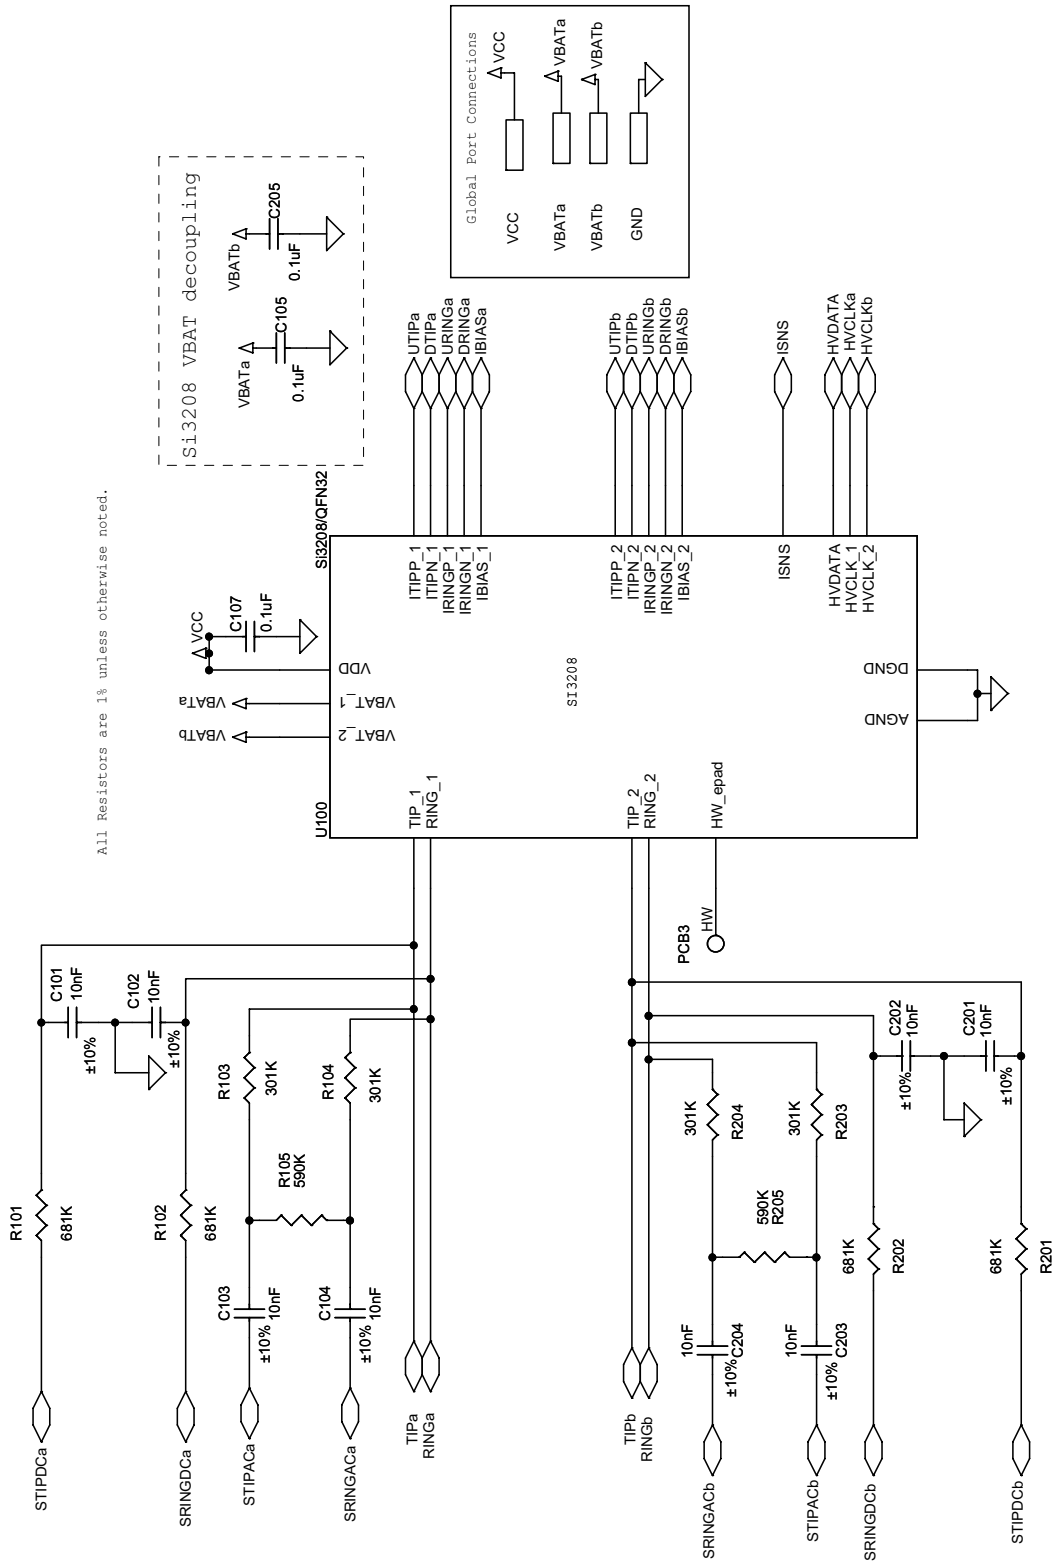 All Resistors are 1% unless otherwise noted.
Si3208 VBAT decoupling
VBATa
C105
0.1uF
VBATb
C205
0.1uF
Global Port Connections
VCC
VCC
VBATa
VBATa
VBATb
VBATb
GND
U100
Si3208/QFN32
SI3208
VCC
C107
0.1uF
VBATa
VBATb
VDD
VBAT_1
VBAT_2
TIP_1
RING_1
TIP_2
RING_2
HW_epad
HW
PCB3
AGND
DGND
ITIPP_1
ITIPN_1
IRINGP_1
IRINGN_1
IBIAS_1
UTIPa
DTIPa
URINGa
DRINGa
IBIASa
ITIPP_2
ITIPN_2
IRINGP_2
IRINGN_2
IBIAS_2
UTIPb
DTIPb
URINGb
DRINGb
IBIASb
ISNS
ISNS
HVDATA
HVCLK_1
HVCLK_2
HVDATA
HVCLKa
HVCLKb
STIPDCa
R101
681K
C101
10nF
±10%
C102
10nF
±10%
SRINGDCa
R102
681K
STIPACa
C103
10nF
±10%
R103
301K
R105
590K
SRINGACa
C104
10nF
±10%
R104
301K
TIPa
RINGa
TIPb
RINGb
SRINGACb
10nF
C204
±10%
301K
R204
590K
R205
STIPACb
10nF
C203
±10%
301K
R203
SRINGDCb
681K
R202
C202
10nF
±10%
C201
10nF
±10%
STIPDCb
681K
R201